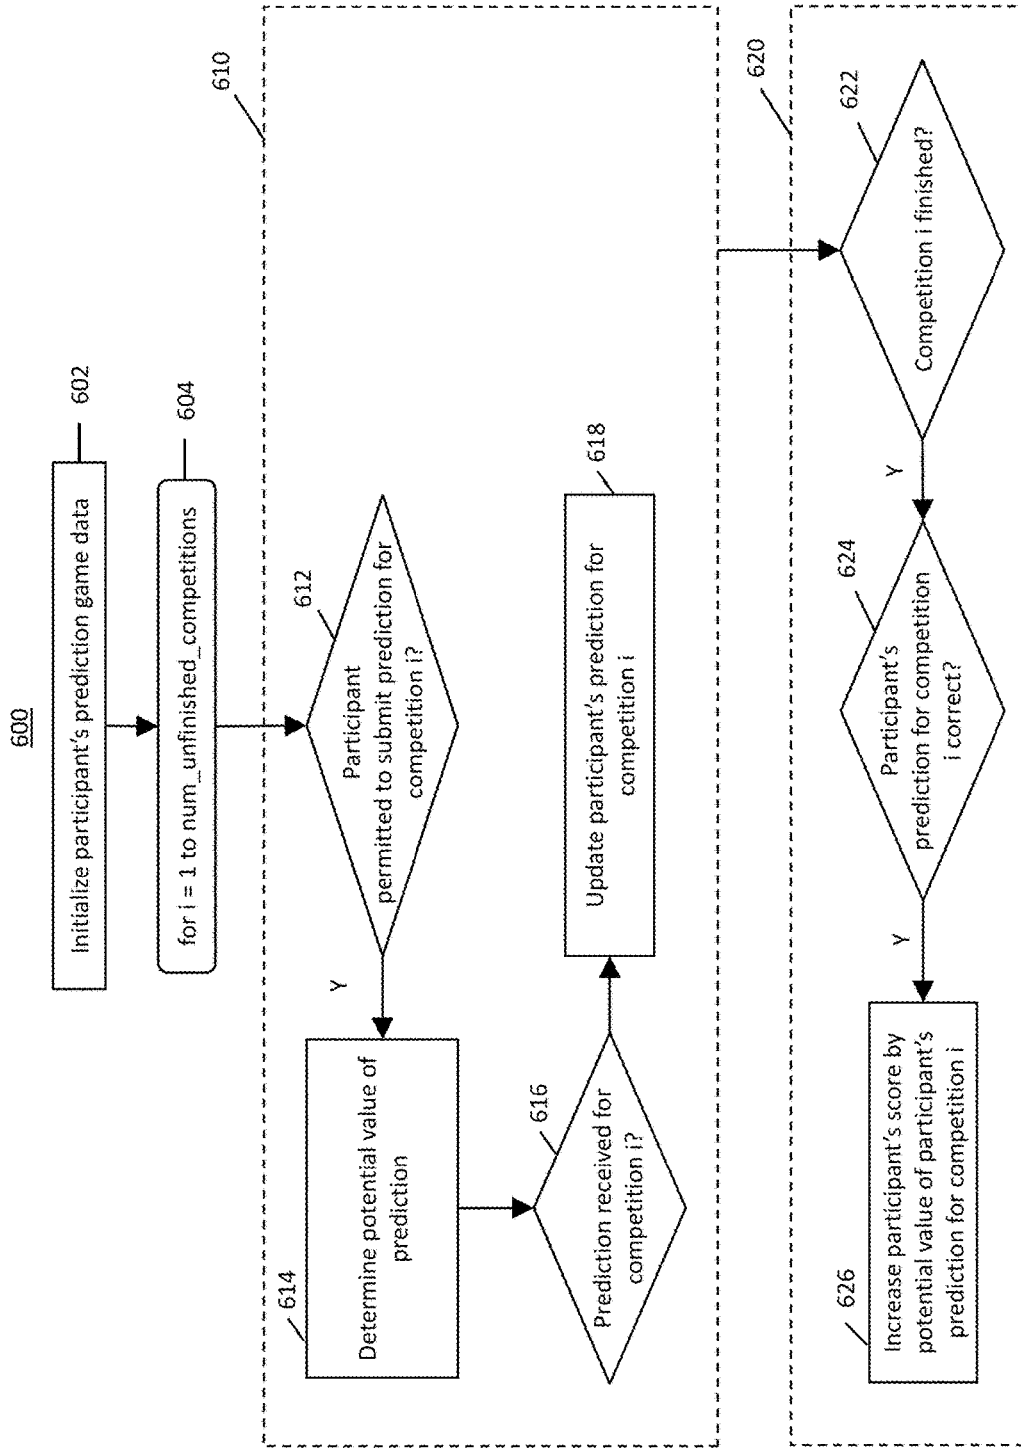 600
Initialize participant's prediction game data
602
for i = 1 to num_unfinished_competitions
604
610
612
Participant
permitted to submit prediction for
competition i?
Y
614
Determine potential value of
prediction
616
Prediction received for
competition i?
618
Update participant's prediction for
competition i
620
622
Competition i finished?
Y
624
Participant's
prediction for competition
i correct?
Y
626
Increase participant's score by
potential value of participant's
prediction for competition i